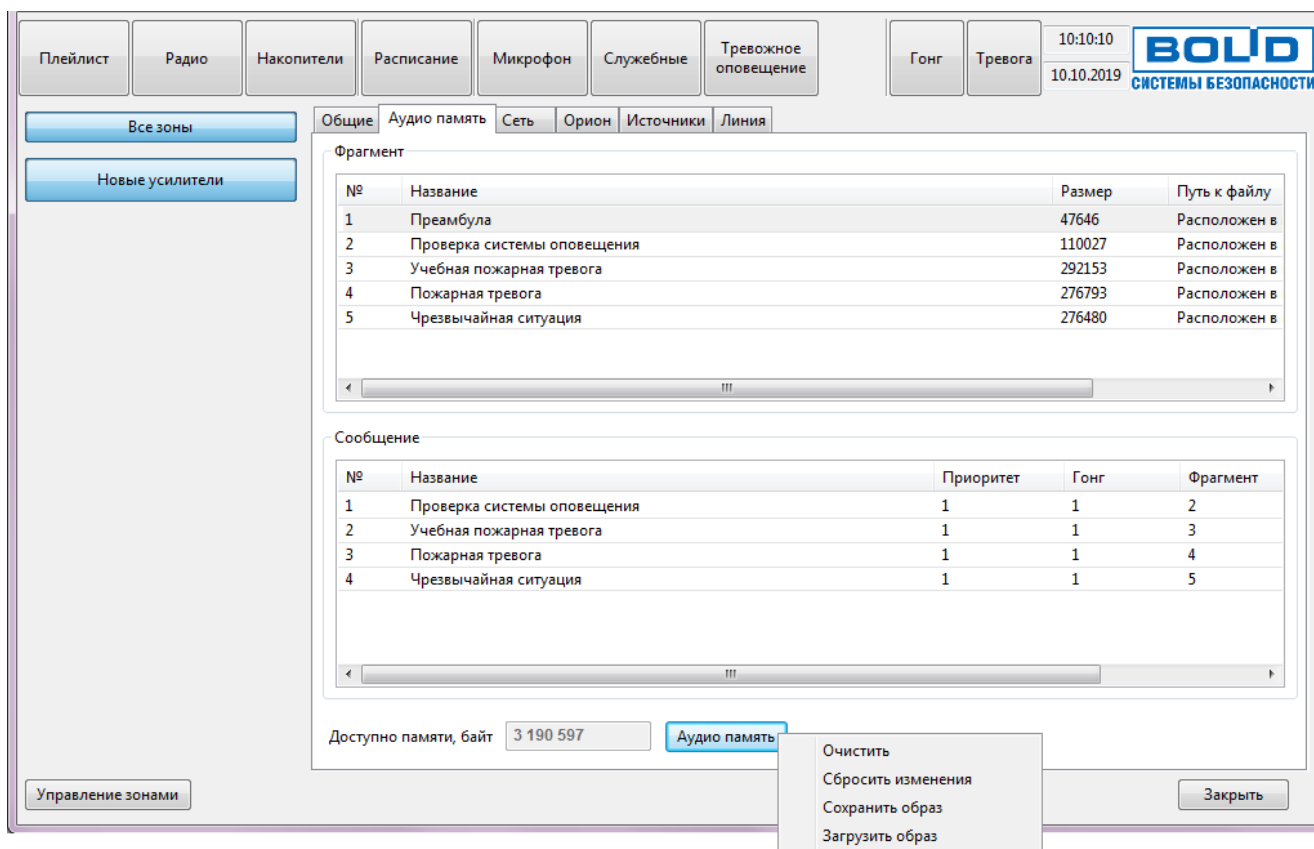 Плейлист Радио Накопители Расписание Микрофон Служебные Тревожное оповещение Гонг Тревога 10:10:10 10.10.2019 BOLID СИСТЕМЫ БЕЗОПАСНОСТИ
Все зоны
Новые усилители
Общие Аудио память Сеть Орион Источники Линия
Фрагмент
№ Название Размер Путь к файлу
1 Преамбула 47646 Расположен в
2 Проверка системы оповещения 110027 Расположен в
3 Учебная пожарная тревога 292153 Расположен в
4 Пожарная тревога 276793 Расположен в
5 Чрезвычайная ситуация 276480 Расположен в
Сообщение
№ Название Приоритет Гонг Фрагмент
1 Проверка системы оповещения 1 1 2
2 Учебная пожарная тревога 1 1 3
3 Пожарная тревога 1 1 4
4 Чрезвычайная ситуация 1 1 5
Доступно памяти, байт 3 190 597 Аудио память
Очистить
Сбросить изменения
Сохранить образ
Загрузить образ
Управление зонами Закрыть